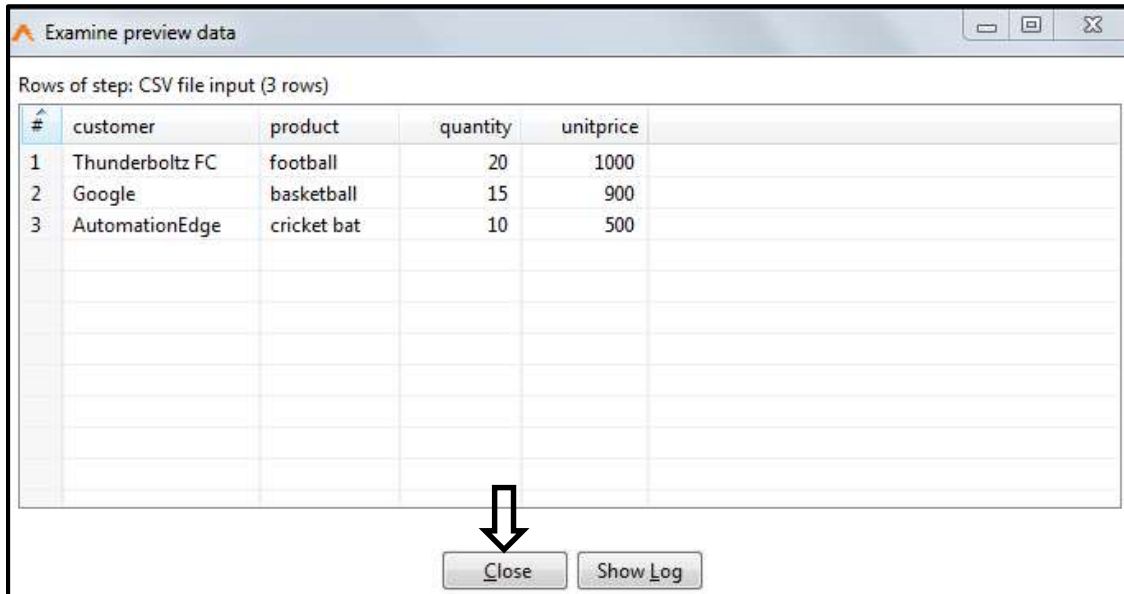 Examine preview data
Rows of step: CSV file input (3 rows)
# customer product quantity unitprice
1 Thunderboltz FC football 20 1000
2 Google basketball 15 900
3 AutomationEdge cricket bat 10 500
Close Show Log